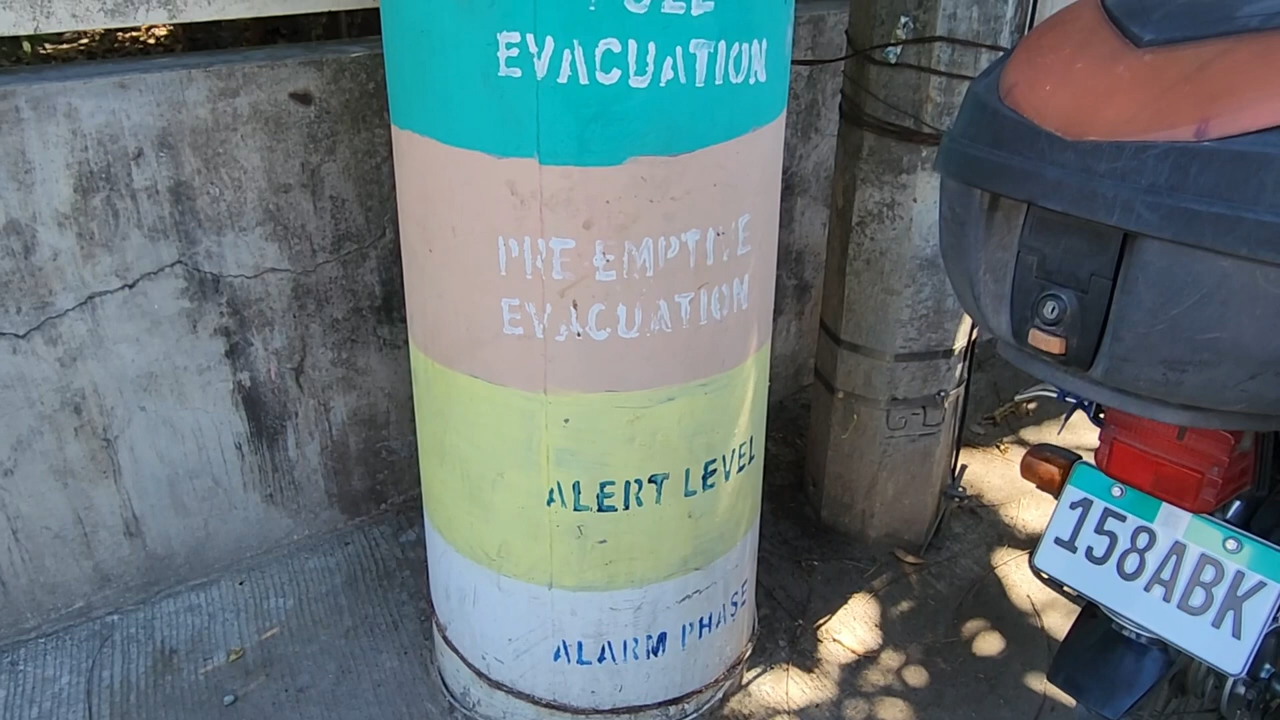 EVACUATION
PRE EMPTIVE
EVACUATION
ALERT LEVEL
ALARM PHASE
158ABK